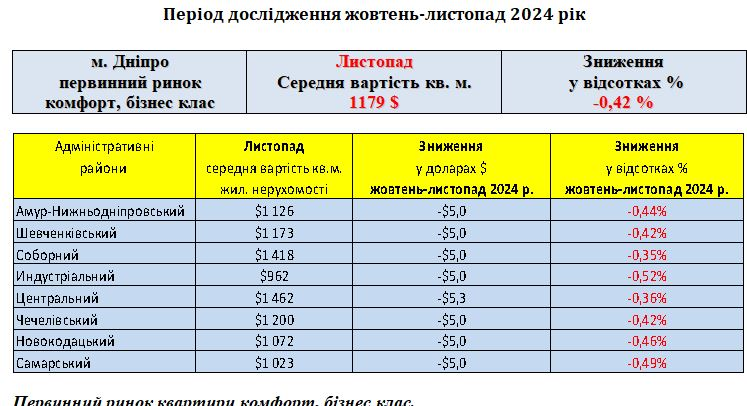 Період дослідження жовтень-листопад 2024 рік
м. Дніпро Листопад Зниження
первинний ринок Середня вартість кв. м. у відсотках %
комфорт, бізнес клас 1179 $ -0,42 %
Адміністративні Листопад Зниження Зниження
райони середня вартість кв.м. у доларах $ у відсотках %
жил. нерухомості жовтень-листопад 2024 р. жовтень-листопад 2024 р.
Амур-Нижньодніпровський $1 126 -$5,0 -0,44%
Шевченківський $1 173 -$5,0 -0,42%
Соборний $1 418 -$5,0 -0,35%
Индустріальний $962 -$5,0 -0,52%
Центральний $1 462 -$5,3 -0,36%
Чечелівський $1 200 -$5,0 -0,42%
Новокодацький $1 072 -$5,0 -0,46%
Самарський $1 023 -$5,0 -0,49%
Первинний ринок квартири комфорт, бізнес клас.